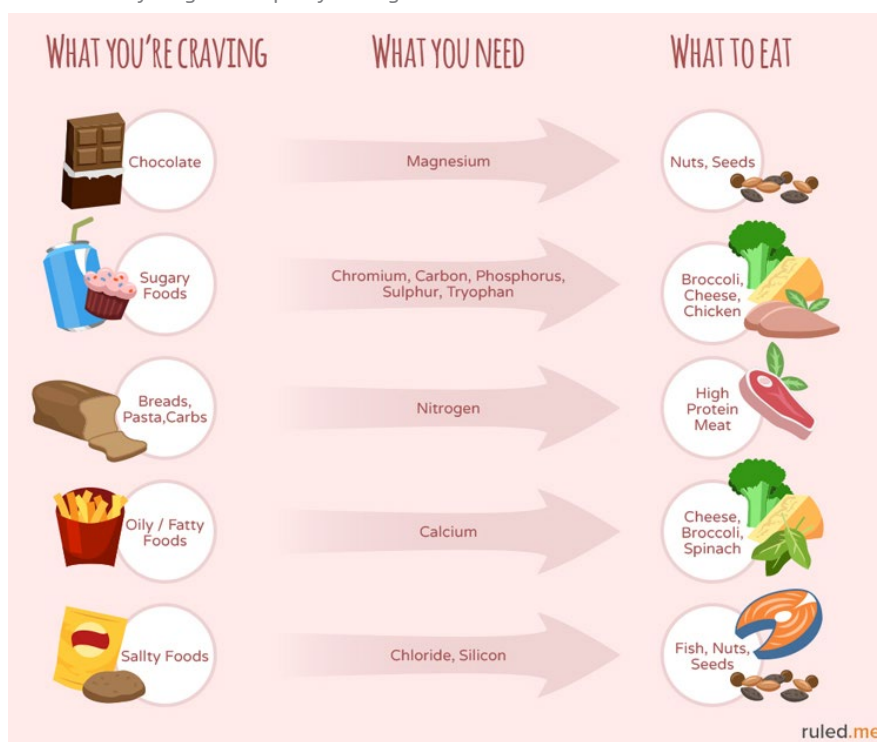 WHAT YOU'RE CRAVING
WHAT YOU NEED
WHAT TO EAT
Chocolate
Magnesium
Nuts, Seeds
Sugary
Foods
Chromium, Carbon, Phosphorus,
Sulphur, Tryophan
Broccoli,
Cheese,
Chicken
Breads,
Pasta,Carbs
Nitrogen
High
Protein
Meat
Oily / Fatty
Foods
Calcium
Cheese,
Broccoli,
Spinach
Sallty Foods
Chloride, Silicon
Fish, Nuts,
Seeds
ruled.me